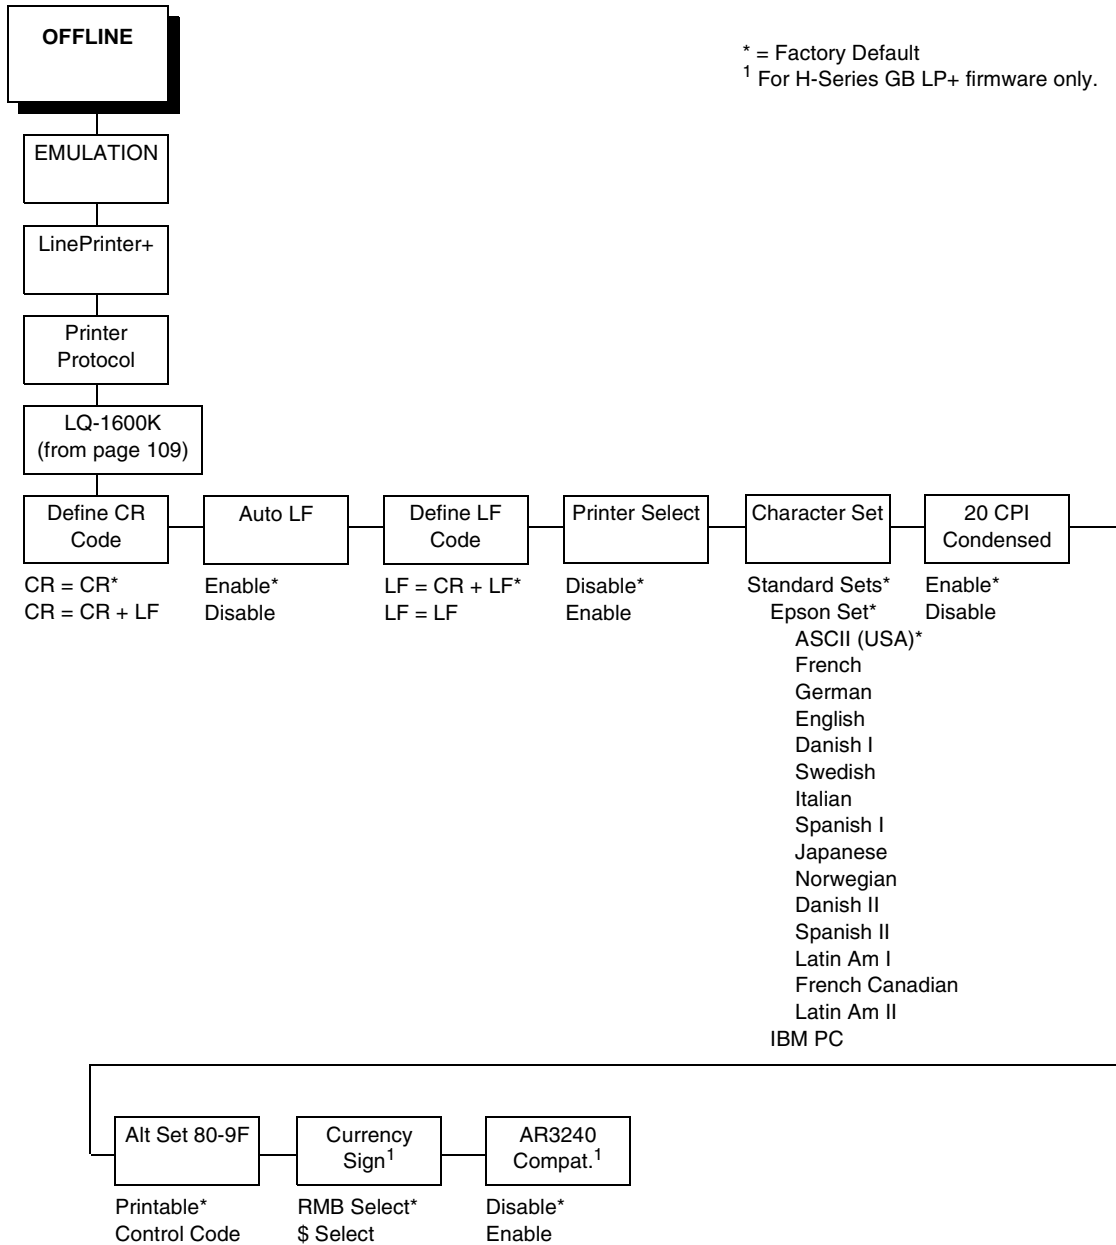 OFFLINE
* = Factory Default
1 For H-Series GB LP+ firmware only.
EMULATION
LinePrinter+
Printer
Protocol
LQ-1600K
(from page 109)
Define CR
Code
CR = CR*
CR = CR + LF
Auto LF
Enable*
Disable
Define LF
Code
LF = CR + LF*
LF = LF
Printer Select
Disable*
Enable
Character Set
Standard Sets*
Epson Set*
ASCII (USA)*
French
German
English
Danish I
Swedish
Italian
Spanish I
Japanese
Norwegian
Danish II
Spanish II
Latin Am I
French Canadian
Latin Am II
IBM PC
20 CPI
Condensed
Enable*
Disable
Alt Set 80-9F
Printable*
Control Code
Currency
Sign1
RMB Select*
$ Select
AR3240
Compat.1
Disable*
Enable